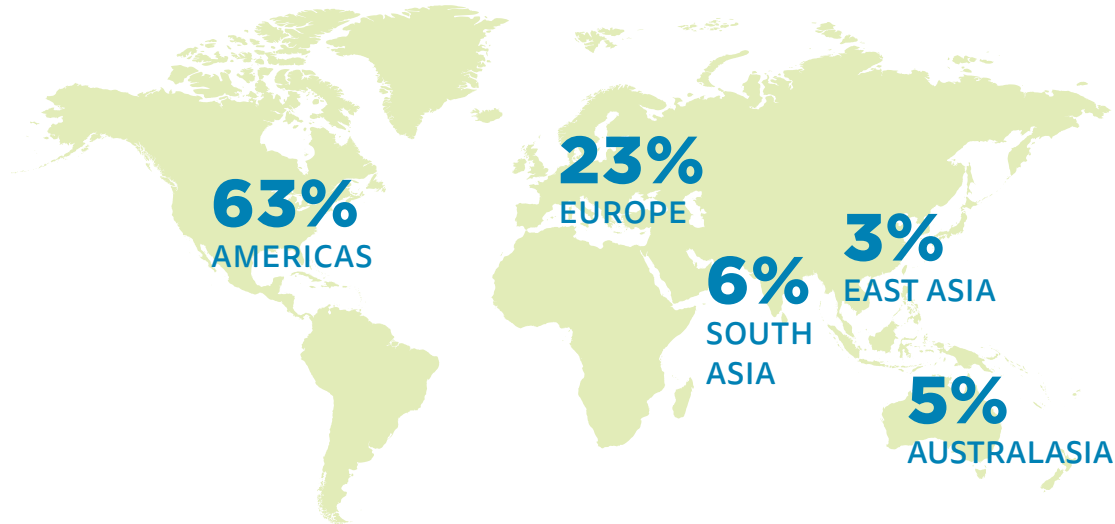 63%
AMERICAS
23%
EUROPE
6%
SOUTH
ASIA
3%
EAST ASIA
5%
AUSTRALASIA